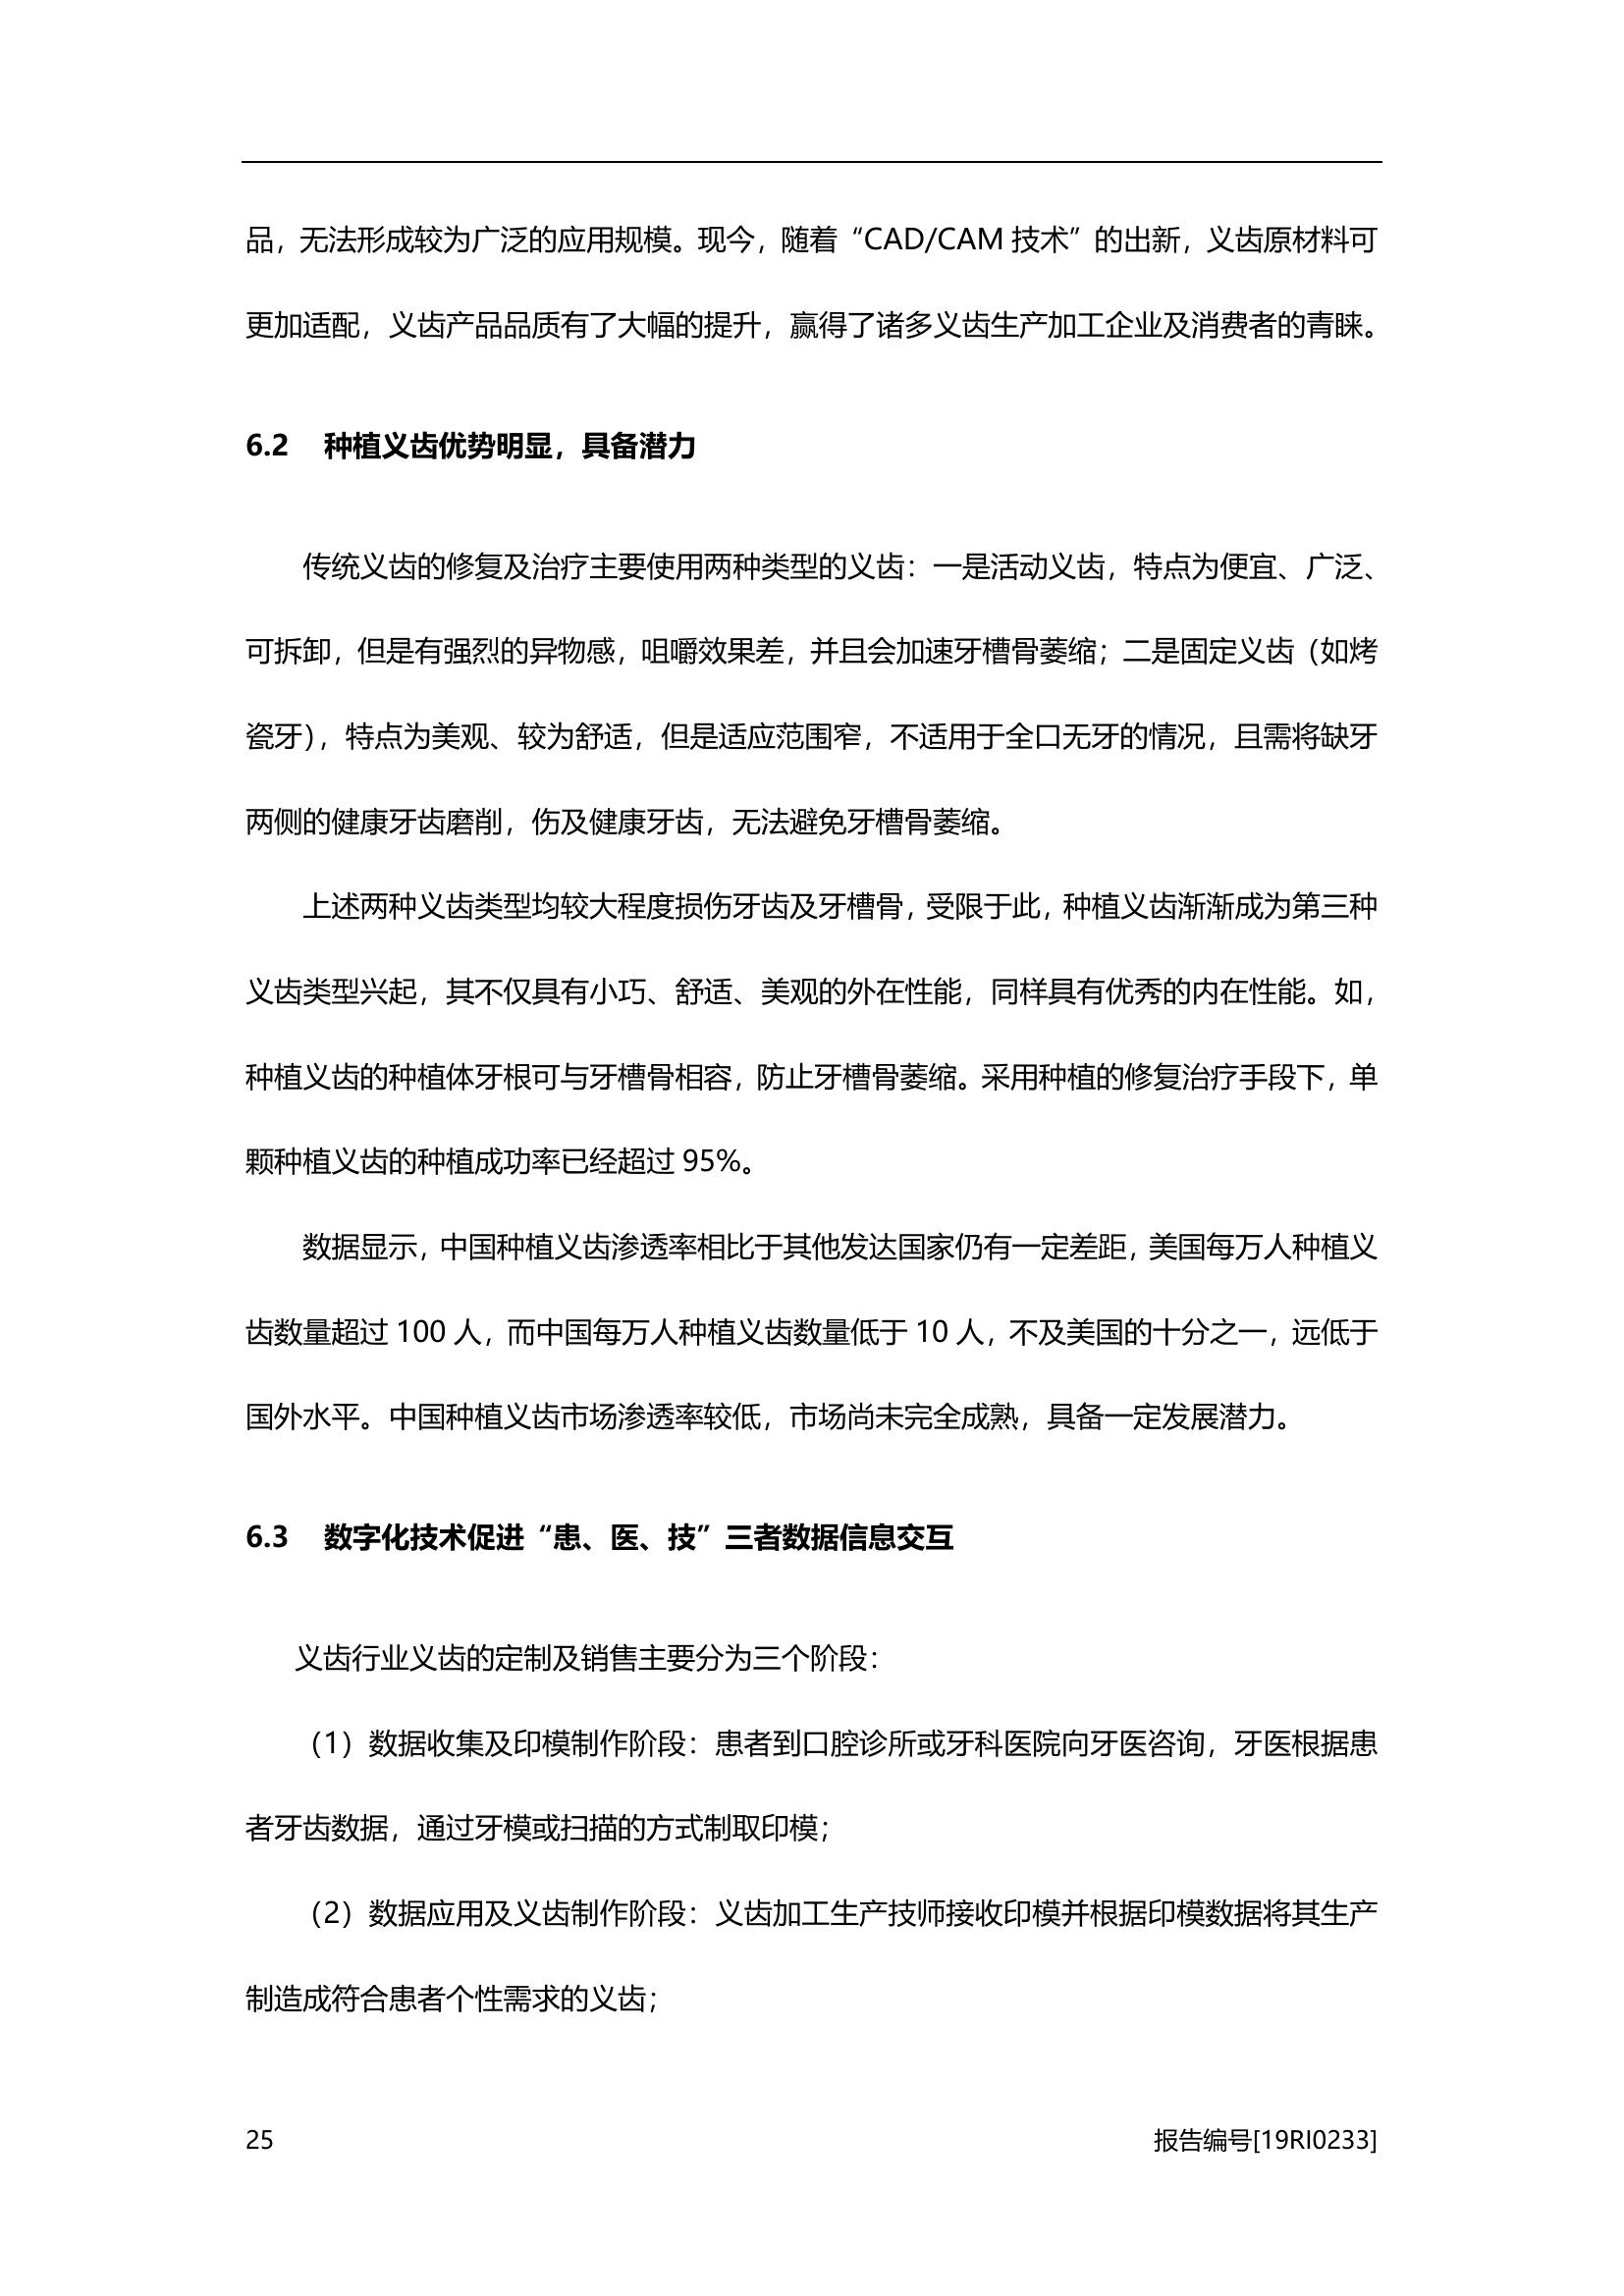 品，无法形成较为广泛的应用规模。现今，随着“CAD/CAM 技术”的出新，义齿原材料可
更加适配，义齿产品品质有了大幅的提升，赢得了诸多义齿生产加工企业及消费者的青睐。
6.2 种植义齿优势明显，具备潜力
传统义齿的修复及治疗主要使用两种类型的义齿：一是活动义齿，特点为便宜、广泛、
可拆卸，但是有强烈的异物感，咀嚼效果差，并且会加速牙槽骨萎缩；二是固定义齿（如烤
瓷牙），特点为美观、较为舒适，但是适应范围窄，不适用于全口无牙的情况，且需将缺牙
两侧的健康牙齿磨削，伤及健康牙齿，无法避免牙槽骨萎缩。
上述两种义齿类型均较大程度损伤牙齿及牙槽骨，受限于此，种植义齿渐渐成为第三种
义齿类型兴起，其不仅具有小巧、舒适、美观的外在性能，同样具有优秀的内在性能。如，
种植义齿的种植体牙根可与牙槽骨相容，防止牙槽骨萎缩。采用种植的修复治疗手段下，单
颗种植义齿的种植成功率已经超过 95%。
数据显示，中国种植义齿渗透率相比于其他发达国家仍有一定差距，美国每万人种植义
齿数量超过 100 人，而中国每万人种植义齿数量低于 10 人，不及美国的十分之一，远低于
国外水平。中国种植义齿市场渗透率较低，市场尚未完全成熟，具备一定发展潜力。
6.3 数字化技术促进“患、医、技”三者数据信息交互
义齿行业义齿的定制及销售主要分为三个阶段：
（1）数据收集及印模制作阶段：患者到口腔诊所或牙科医院向牙医咨询，牙医根据患
者牙齿数据，通过牙模或扫描的方式制取印模；
（2）数据应用及义齿制作阶段：义齿加工生产技师接收印模并根据印模数据将其生产
制造成符合患者个性需求的义齿；
25 报告编号[19RI0233]